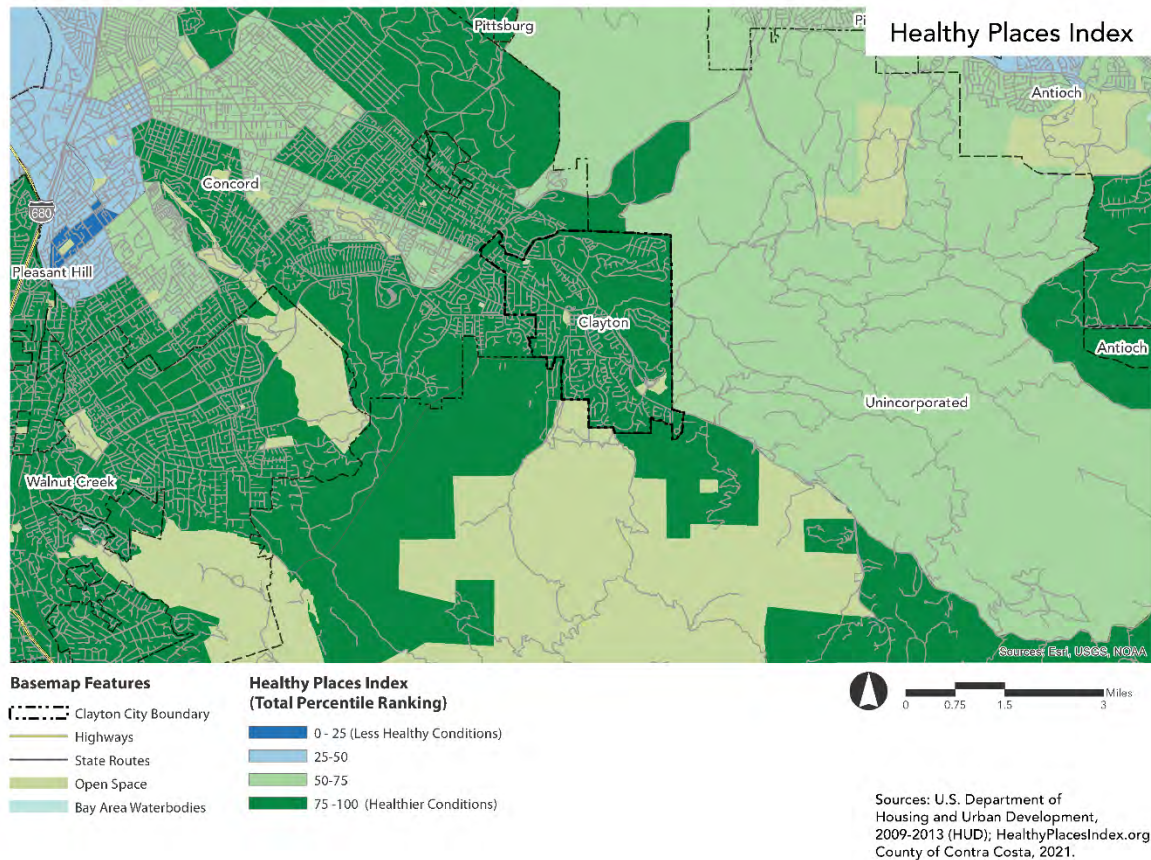 Healthy Places Index
Pittsburg
Pi
Antioch
Concord
680
Pleasant Hill
Clayton
Antioch
Unincorporated
Walnut Creek
Sources: Esri, USGS, NOAA
Basemap Features
Clayton City Boundary
Highways
State Routes
Open Space
Bay Area Waterbodies
Healthy Places Index
(Total Percentile Ranking)
0 - 25 (Less Healthy Conditions)
25-50
50-75
75 -100 (Healthier Conditions)
Miles
0 0.75 1.5 3
Sources: U.S. Department of
Housing and Urban Development,
2009-2013 (HUD); HealthyPlacesIndex.org
County of Contra Costa, 2021.